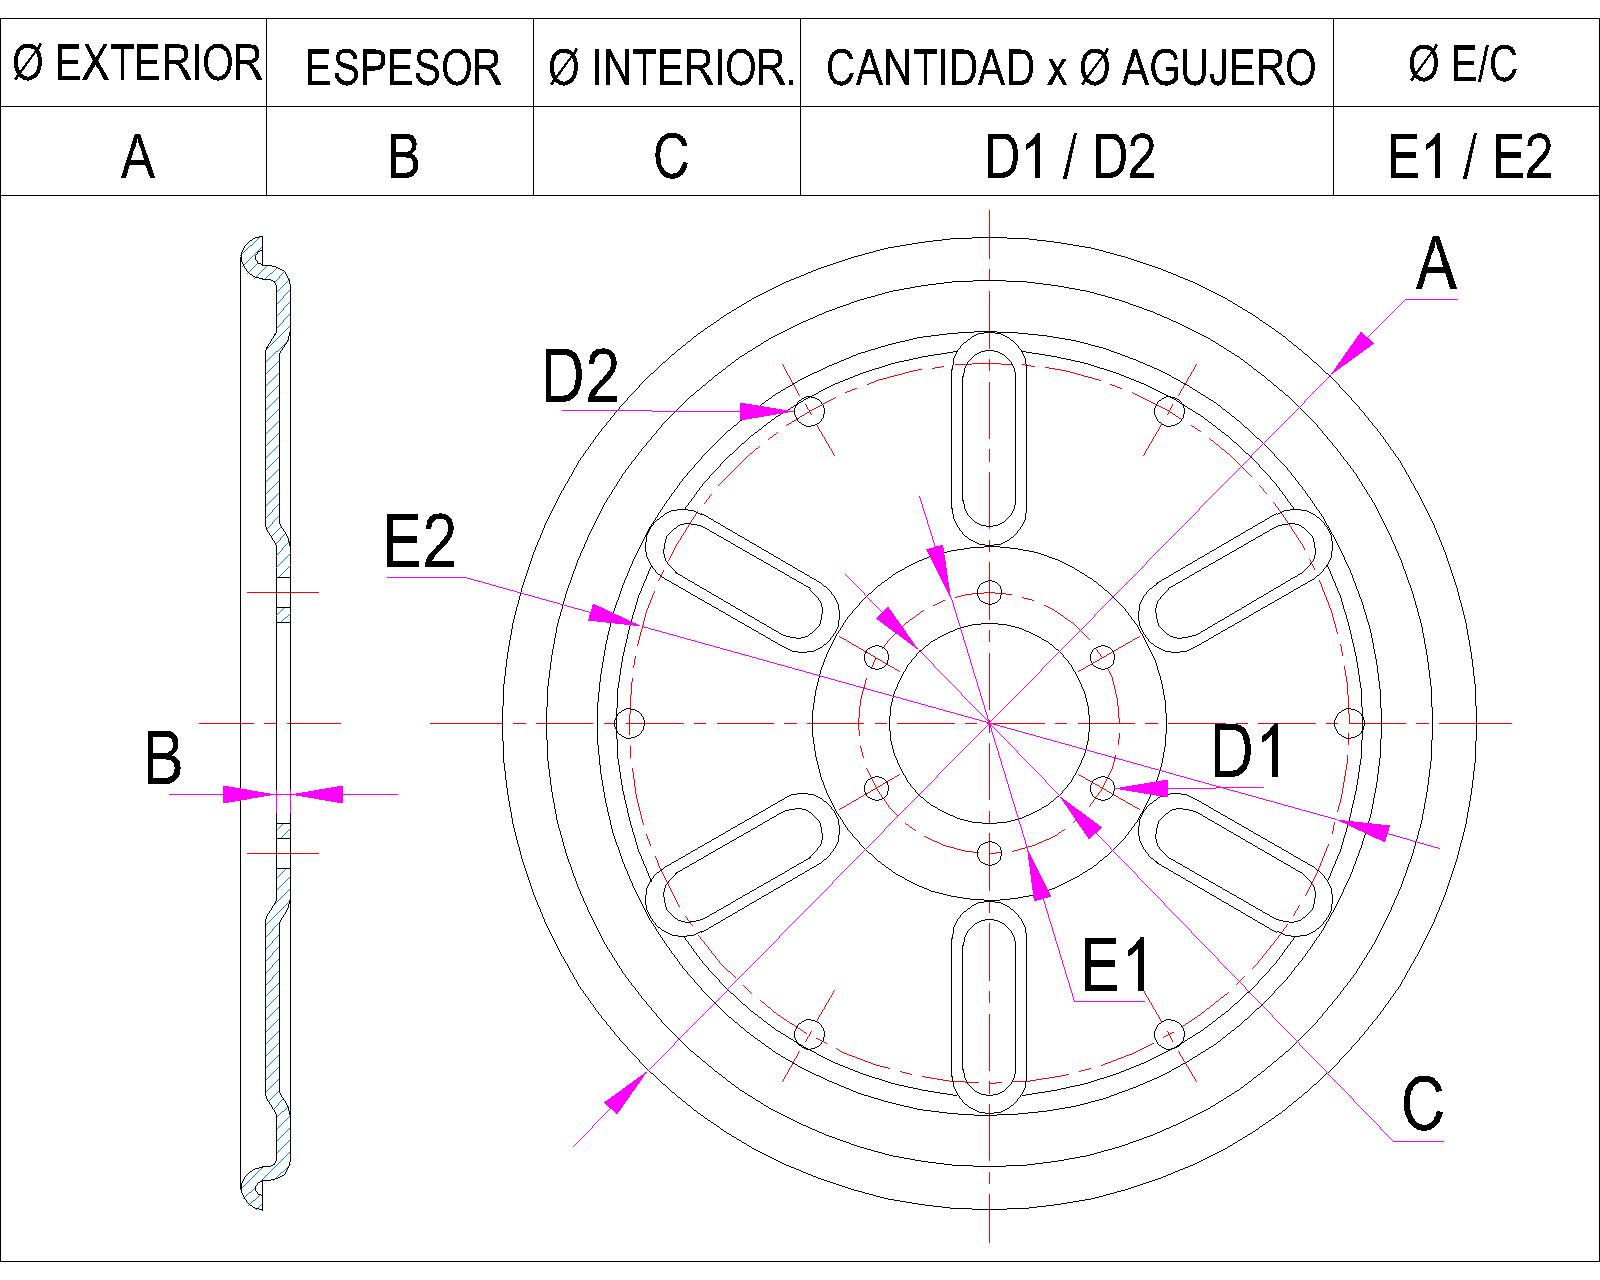 Ø EXTERIOR ESPESOR Ø INTERIOR. CANTIDAD x Ø AGUJERO Ø E/C
A B C D1 / D2 E1 / E2
A
D2
E2
B
D1
E1
C